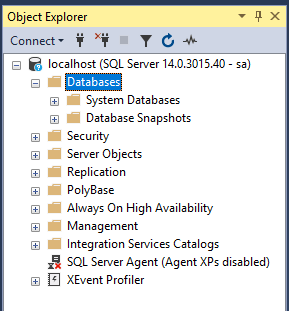 Object Explorer
Connect
localhost (SQL Server 14.0.3015.40 - sa)
Databases
System Databases
Database Snapshots
Security
Server Objects
Replication
PolyBase
Always On High Availability
Management
Integration Services Catalogs
SQL Server Agent (Agent XPs disabled)
XEvent Profiler